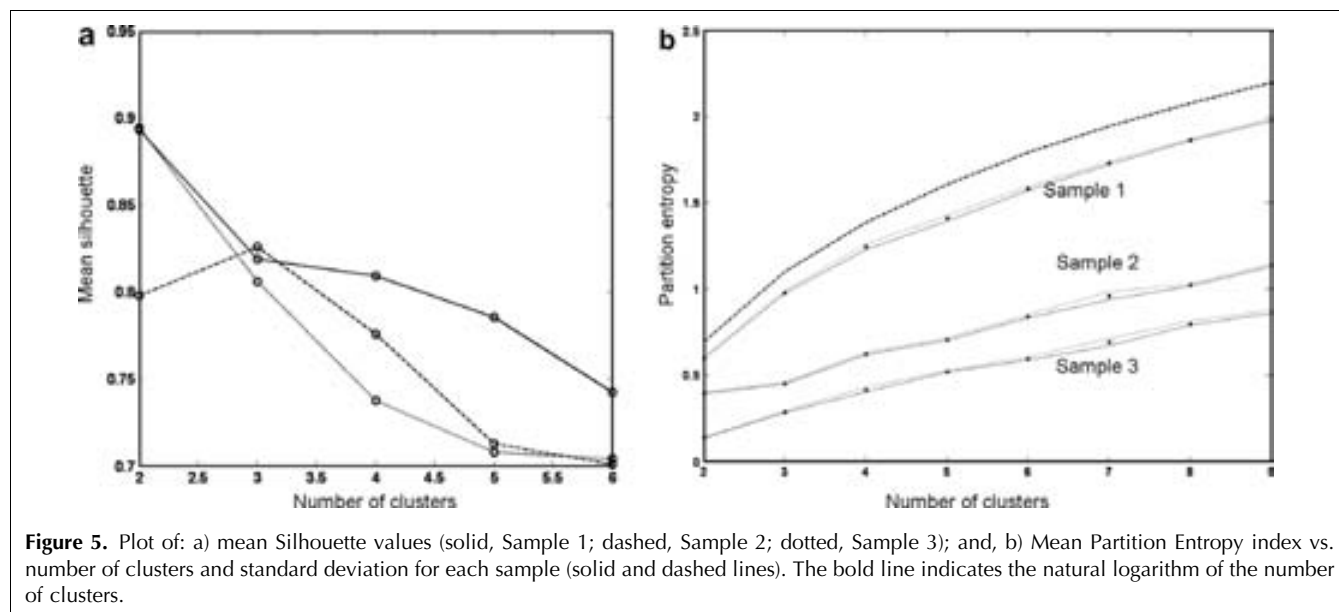 a
0.95
0.9
0.85
0.8
0.75
0.7
Mean silhouette
2 2.5 3 3.5 4 4.5 5 5.5 6
Number of clusters
b
2.5
2
1.5
1
0.5
0
Partition entropy
Sample 1
Sample 2
Sample 3
2 3 4 5 6 7 8
Number of clusters
Figure 5. Plot of: a) mean Silhouette values (solid, Sample 1; dashed, Sample 2; dotted, Sample 3); and, b) Mean Partition Entropy index vs.
number of clusters and standard deviation for each sample (solid and dashed lines). The bold line indicates the natural logarithm of the number
of clusters.